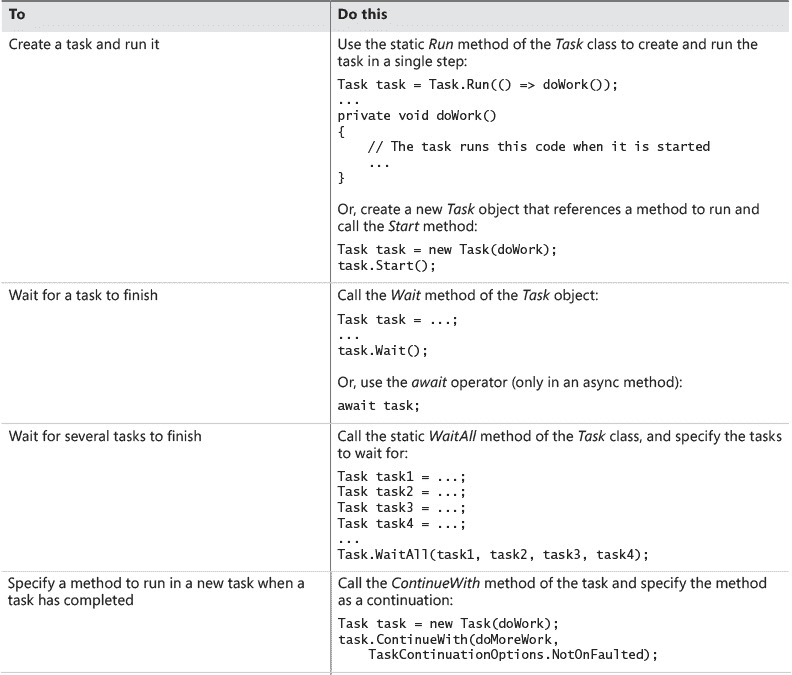 To
Do this
Create a task and run it
Use the static Run method of the Task class to create and run the
task in a single step:
Task task = Task.Run(() => doWork());
...
private void doWork()
{
// The task runs this code when it is started
...
}
Or, create a new Task object that references a method to run and
call the Start method:
Task task = new Task(doWork);
task.Start();
Wait for a task to finish
Call the Wait method of the Task object:
Task task = ...;
...
task.Wait();
Or, use the await operator (only in an async method):
await task;
Wait for several tasks to finish
Call the static WaitAll method of the Task class, and specify the tasks
to wait for:
Task task1 = ...;
Task task2 = ...;
Task task3 = ...;
Task task4 = ...;
...
Task.WaitAll(task1, task2, task3, task4);
Specify a method to run in a new task when a
task has completed
Call the ContinueWith method of the task and specify the method
as a continuation:
Task task = new Task(doWork);
task.ContinueWith(doMoreWork,
TaskContinuationOptions.NotOnFaulted);